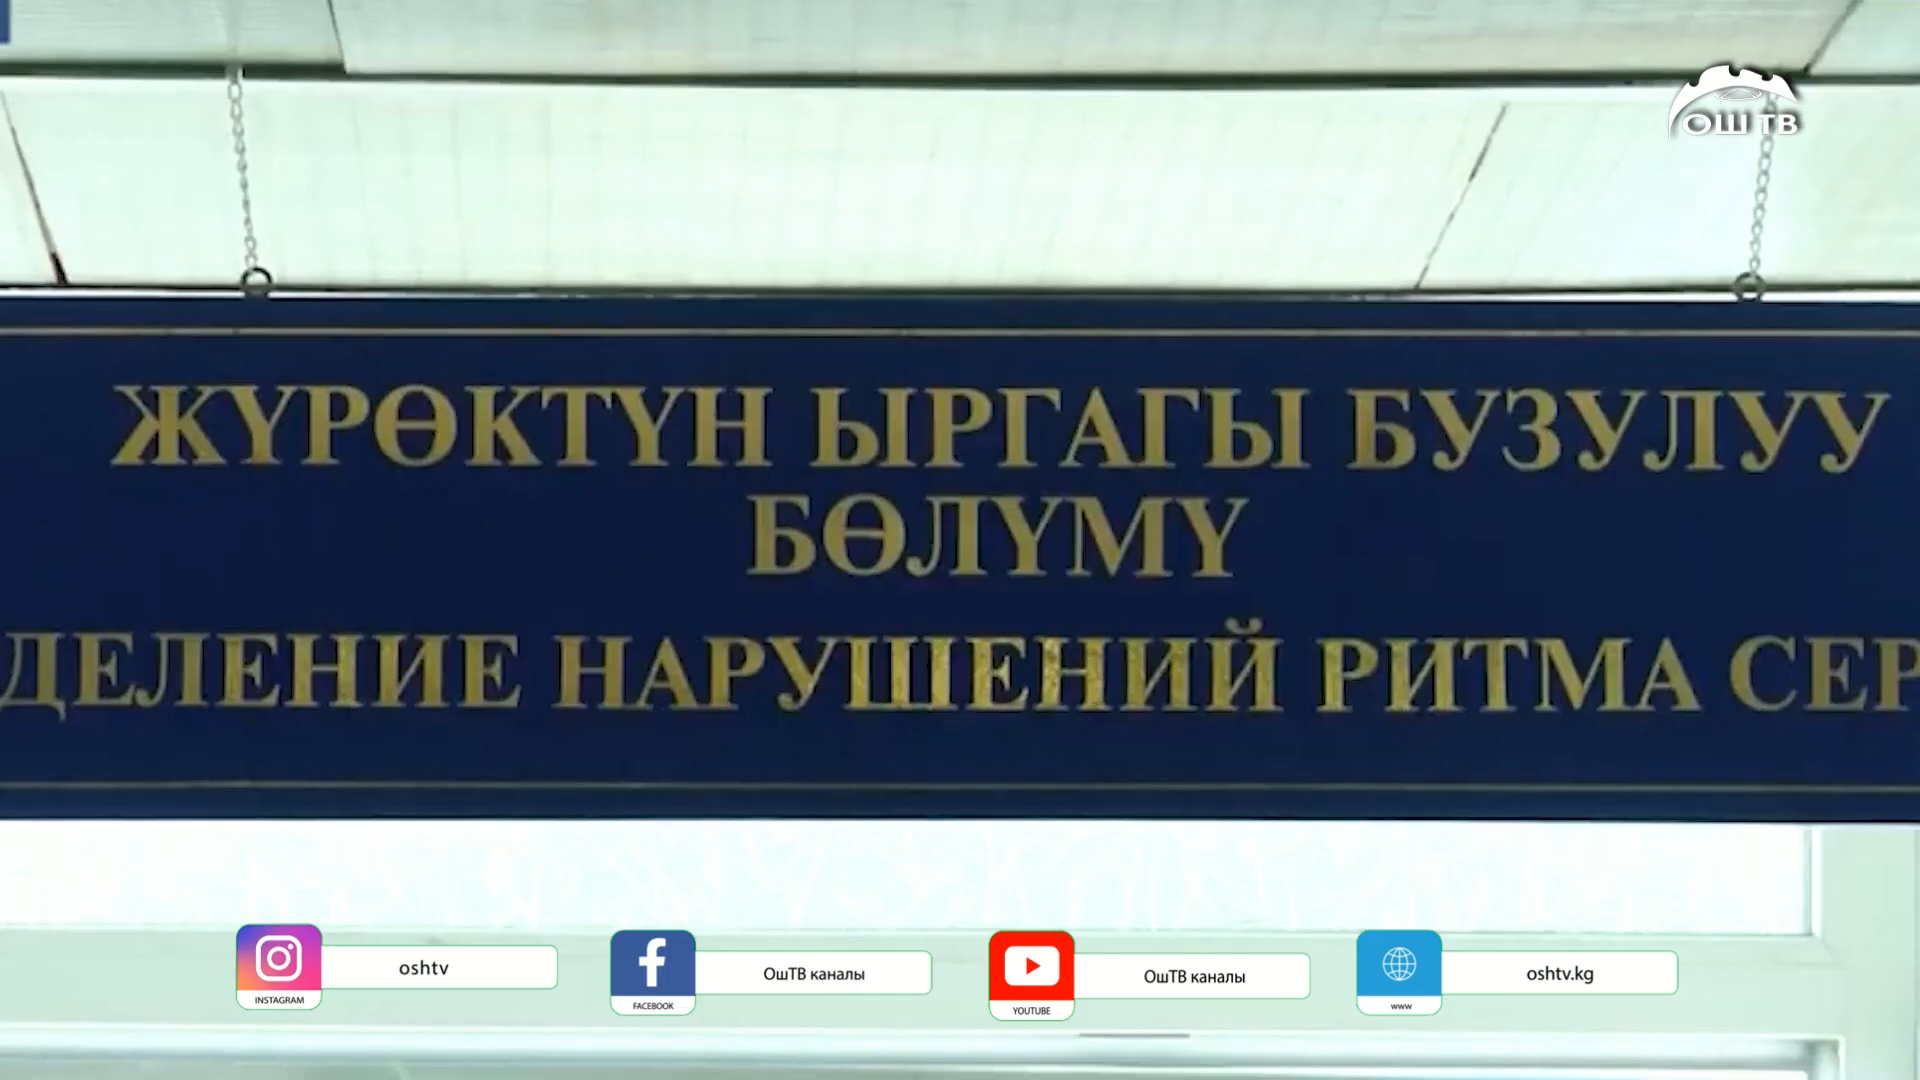 ОШ ТВ
ЖҮРӨКТҮН ЫРГАГЫ БУЗУЛУУ
БӨЛҮМҮ
ДЕЛЕНИЕ НАРУШЕНИЙ РИТМА СЕР
oshtv
INSTAGRAM
ОшТВ каналы
FACEBOOK
ОшТВ каналы
YOUTUBE
oshtv.kg
www